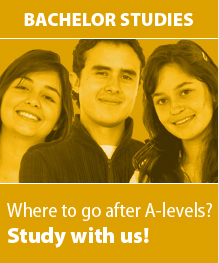 BACHELOR STUDIES
Where to go after A-levels?
Study with us!